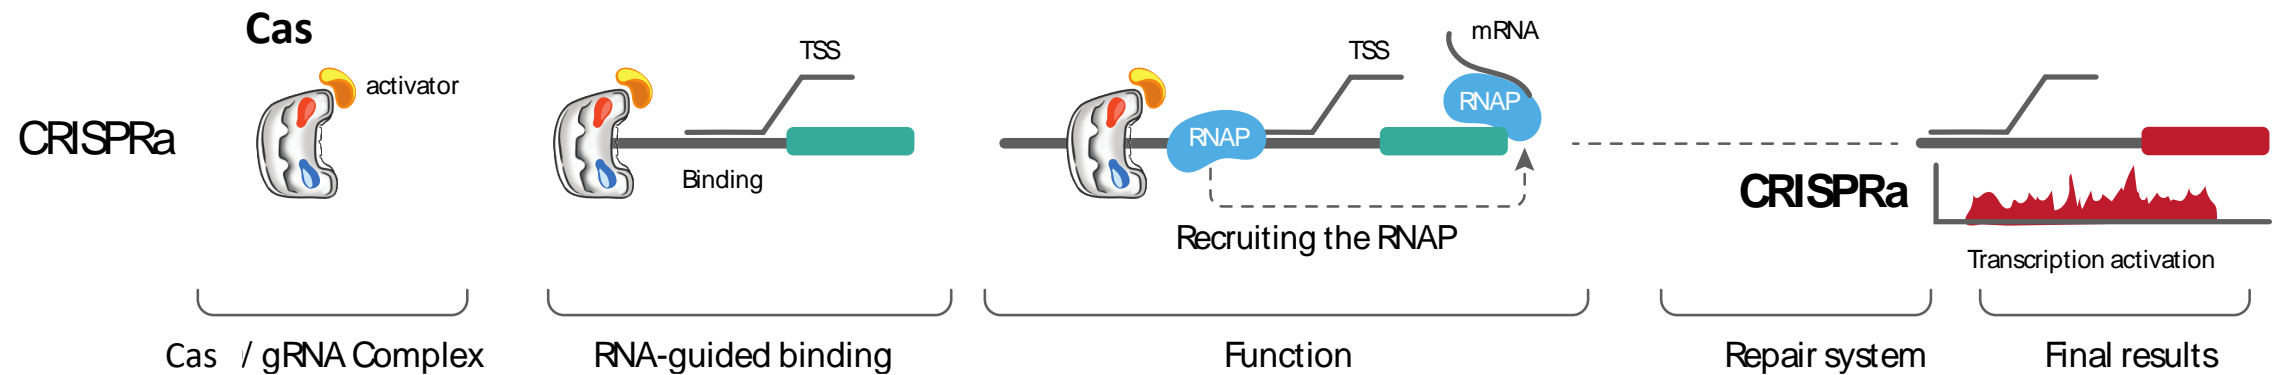 Cas
CRISPRa
activator
TSS
Binding
TSS
mRNA
RNAP
RNAP
Recruiting the RNAP
CRISPRa
Transcription activation
Cas / gRNA Complex
RNA-guided binding
Function
Repair system
Final results